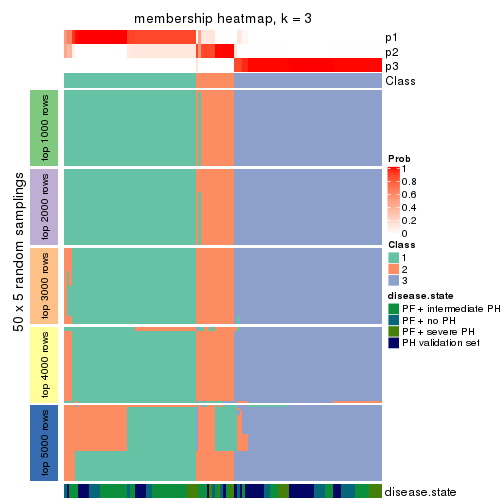 membership heatmap, k = 3
p1
p2
p3
Class
50 x 5 random samplings
top 1000 rows
top 2000 rows
top 3000 rows
top 4000 rows
top 5000 rows
Prob
1
0.8
0.6
0.4
0.2
0
Class
1
2
3
disease.state
PF + intermediate PH
PF + no PH
PF + severe PH
PH validation set
disease.state